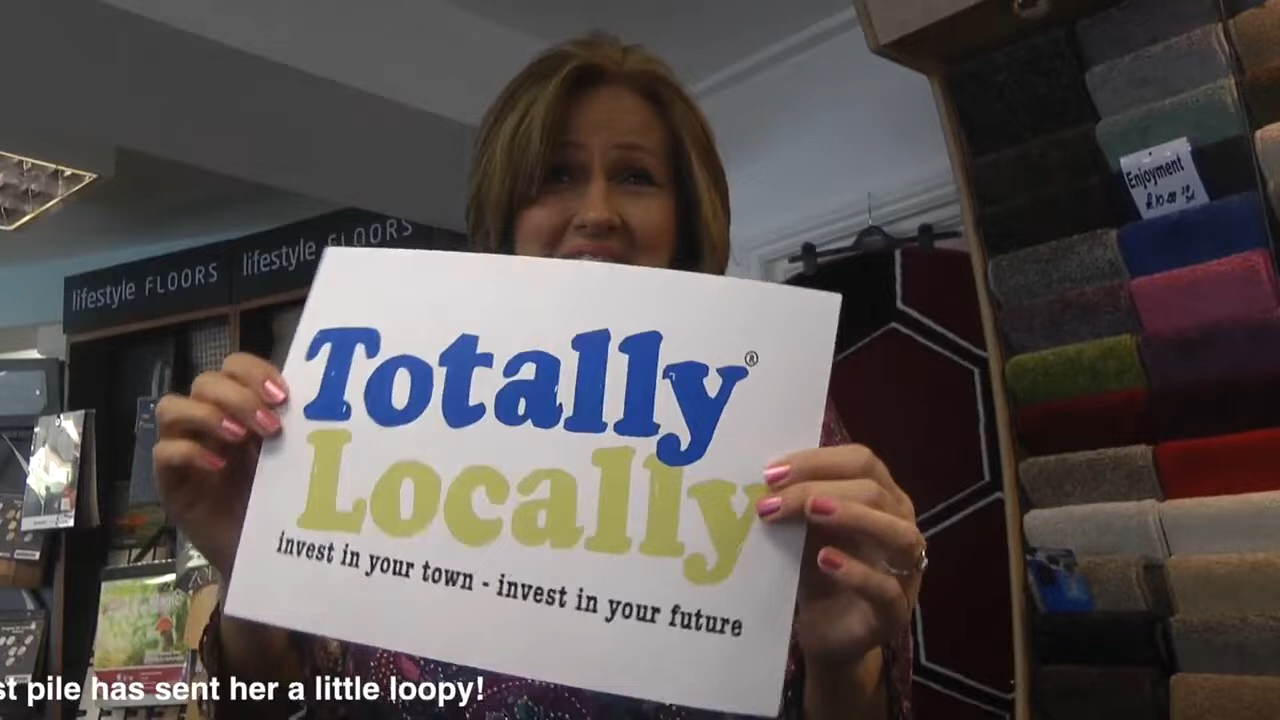 lifestyle FLOORS
lifestyle FLOORS
Enjoyment
Totally®
Locally
invest in your town - invest in your future
st pile has sent her a little loopy!